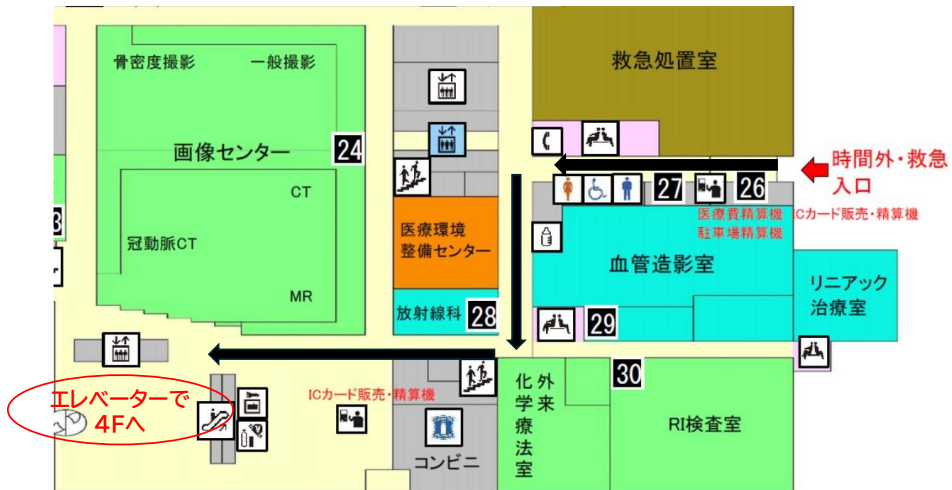 骨密度撮影
一般撮影
画像センター
24
CT
冠動脈CT
MR
3
救急処置室
時間外・救急
入口
27
26
医療費精算機
駐車場精算機
ICカード販売・精算機
医療環境
整備センター
血管造影室
リニアック
治療室
放射線科
28
29
エレベーターで
4Fへ
ICカード販売・精算機
コンビニ
外来
化学療法室
30
RI検査室